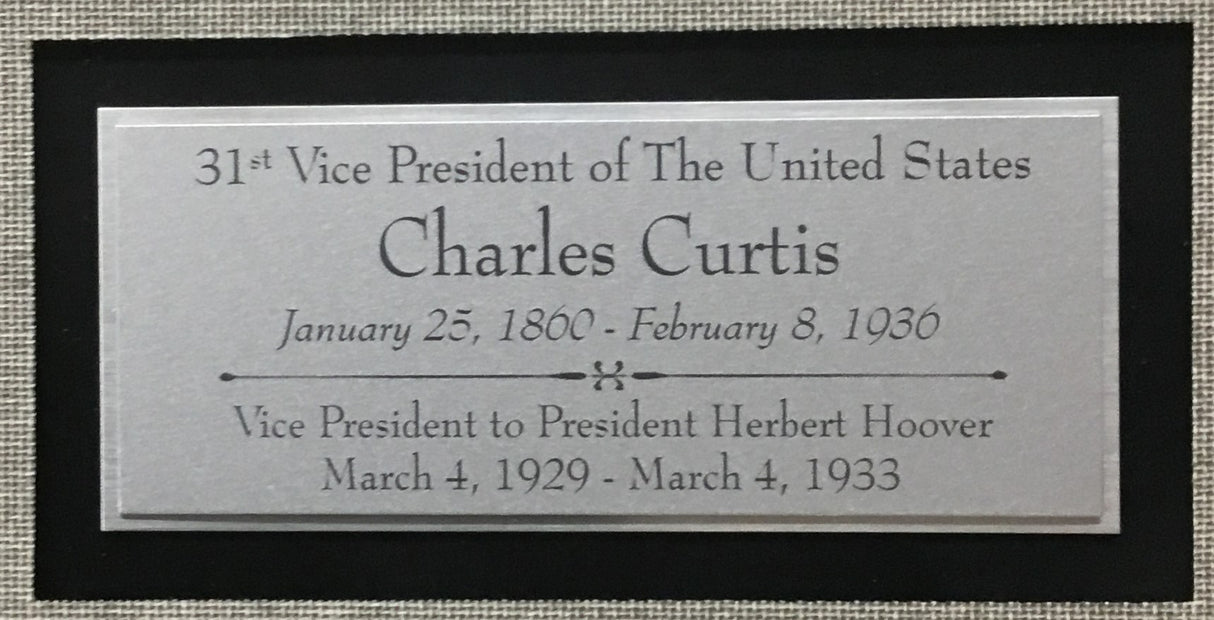 31st Vice President of The United States
Charles Curtis
January 25, 1860 - February 8, 1936
Vice President to President Herbert Hoover
March 4, 1929 - March 4, 1933